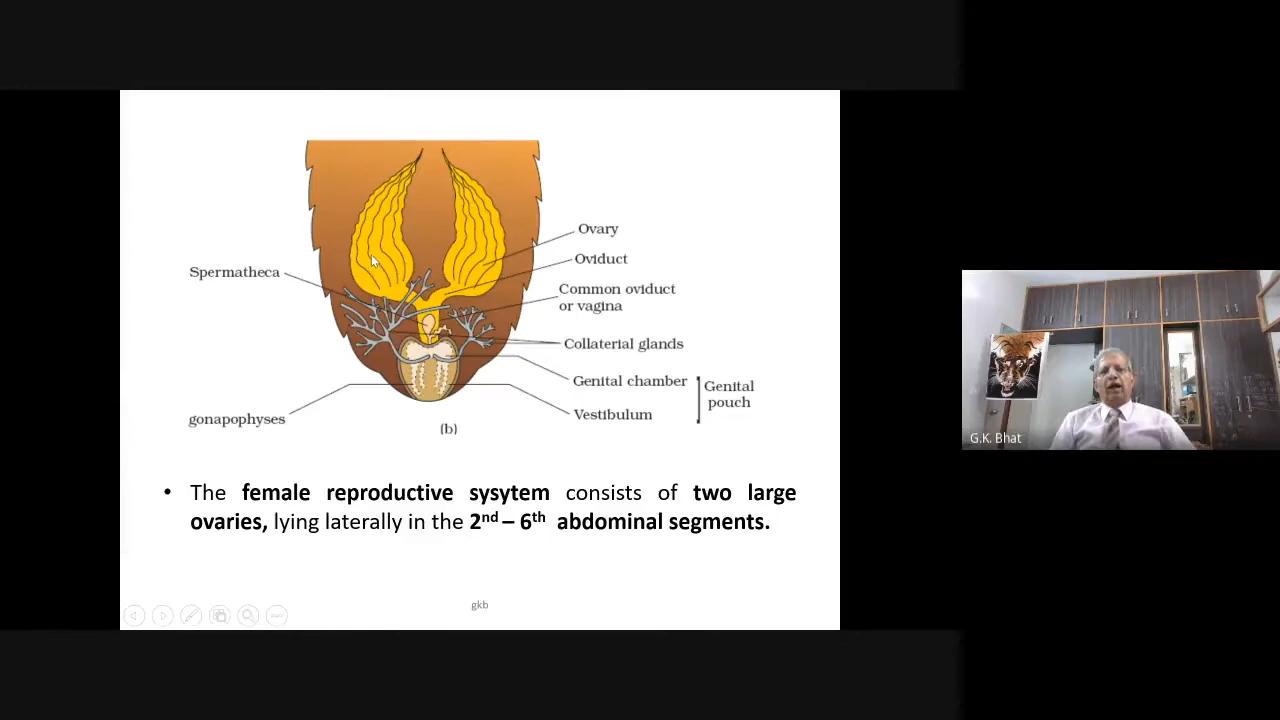 Ovary
Spermatheca
Oviduct
Common oviduct
or vagina
Collaterial glands
Genital chamber
Genital
pouch
Vestibulum
gonapophyses
(b)
• The female reproductive sysytem consists of two large
ovaries, lying laterally in the 2nd – 6th abdominal segments.
gkb
G.K. Bhat